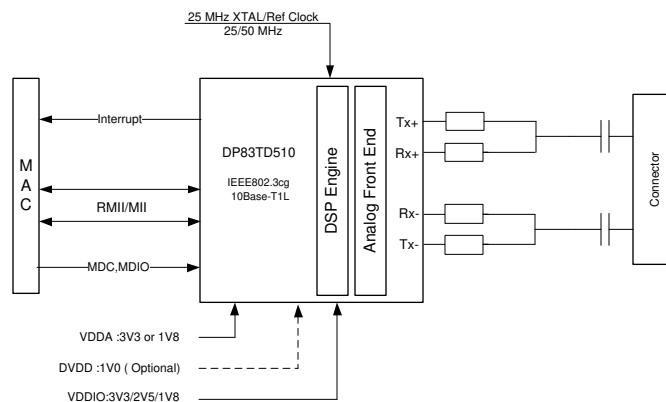 25 MHz XTAL/Ref Clock
25/50 MHz
MAC
Interrupt
RMII/MII
MDC,MDIO
DP83TD510
IEEE802.3cg
10Base-T1L
DSP Engine
Analog Front End
Tx+
Rx+
Rx-
Tx-
Connector
VDDA :3V3 or 1V8
DVDD :1V0 ( Optional)
VDDIO:3V3/2V5/1V8